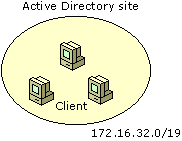 Active Directory site
Client
172.16.32.0/19